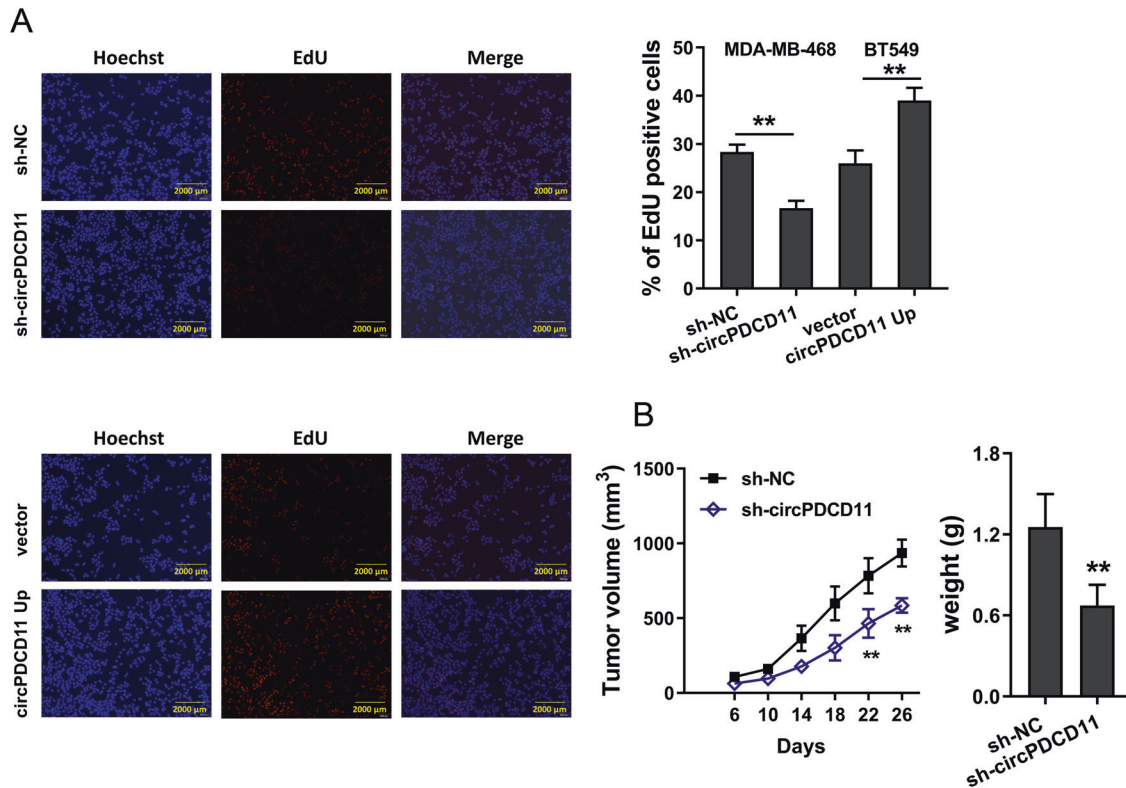 A
Hoechst EdU Merge
sh-NC
2000 µm 2000 µm 2000 µm
sh-circPDCD11
2000 µm 2000 µm 2000 µm
50
40
30
20
10
0
% of EdU positive cells
MDA-MB-468 BT549
** **
sh-NC
sh-circPDCD11
vector
circPDCD11 Up
Hoechst EdU Merge
vector
2000 µm 2000 µm 2000 µm
circPDCD11 Up
2000 µm 2000 µm 2000 µm
B
1500
1000
500
0
Tumor volume (mm³)
sh-NC
sh-circPDCD11
** **
6 10 14 18 22 26
Days
1.8
1.2
0.6
0.0
weight (g)
**
sh-NC
sh-circPDCD11